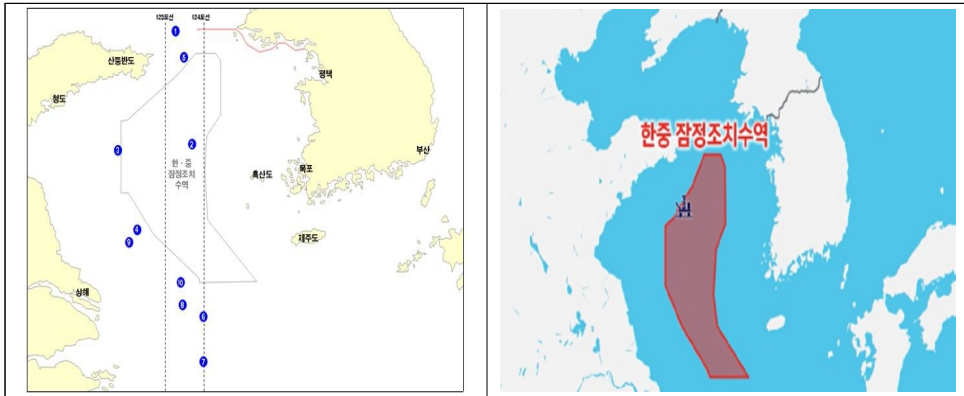 123도선 124도선
①
⑤
산동반도
평택
청도
②
③
부산
한 · 중
잠정조치
수역
흑산도
목포
④
⑨
제주도
⑩
상해
⑧
⑥
⑦
한중 잠정조치수역